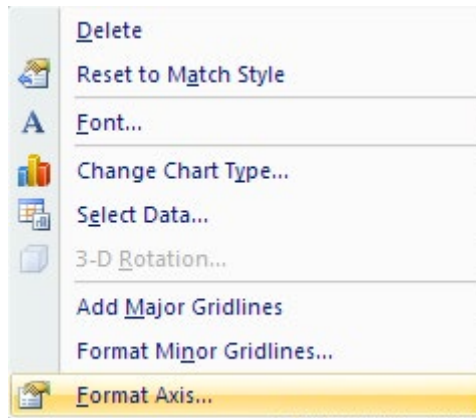 Delete
Reset to Match Style
Font...
Change Chart Type...
Select Data...
3-D Rotation...
Add Major Gridlines
Format Minor Gridlines...
Format Axis...